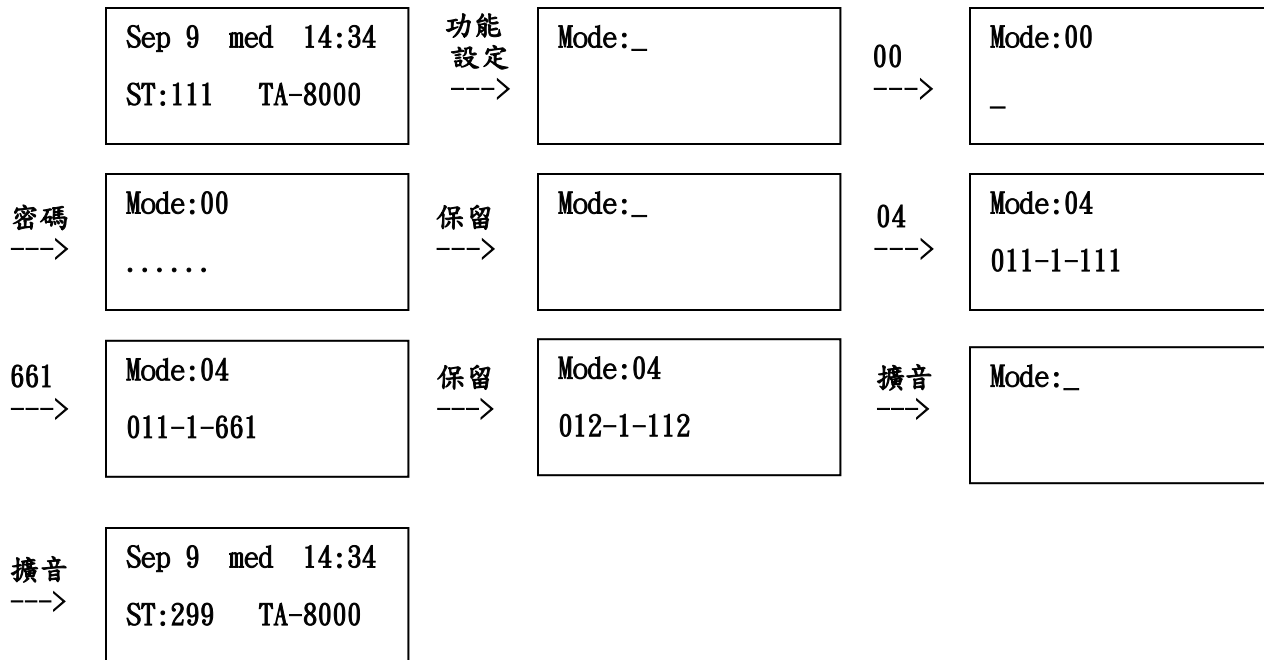 Sep 9 med 14:34
ST:111 TA-8000
功能
設定
--->
Mode:_
00
--->
Mode:00
_
密碼
--->
Mode:00
......
保留
--->
Mode:_
04
--->
Mode:04
011-1-111
661
--->
Mode:04
011-1-661
保留
--->
Mode:04
012-1-112
擴音
--->
Mode:_
擴音
--->
Sep 9 med 14:34
ST:299 TA-8000